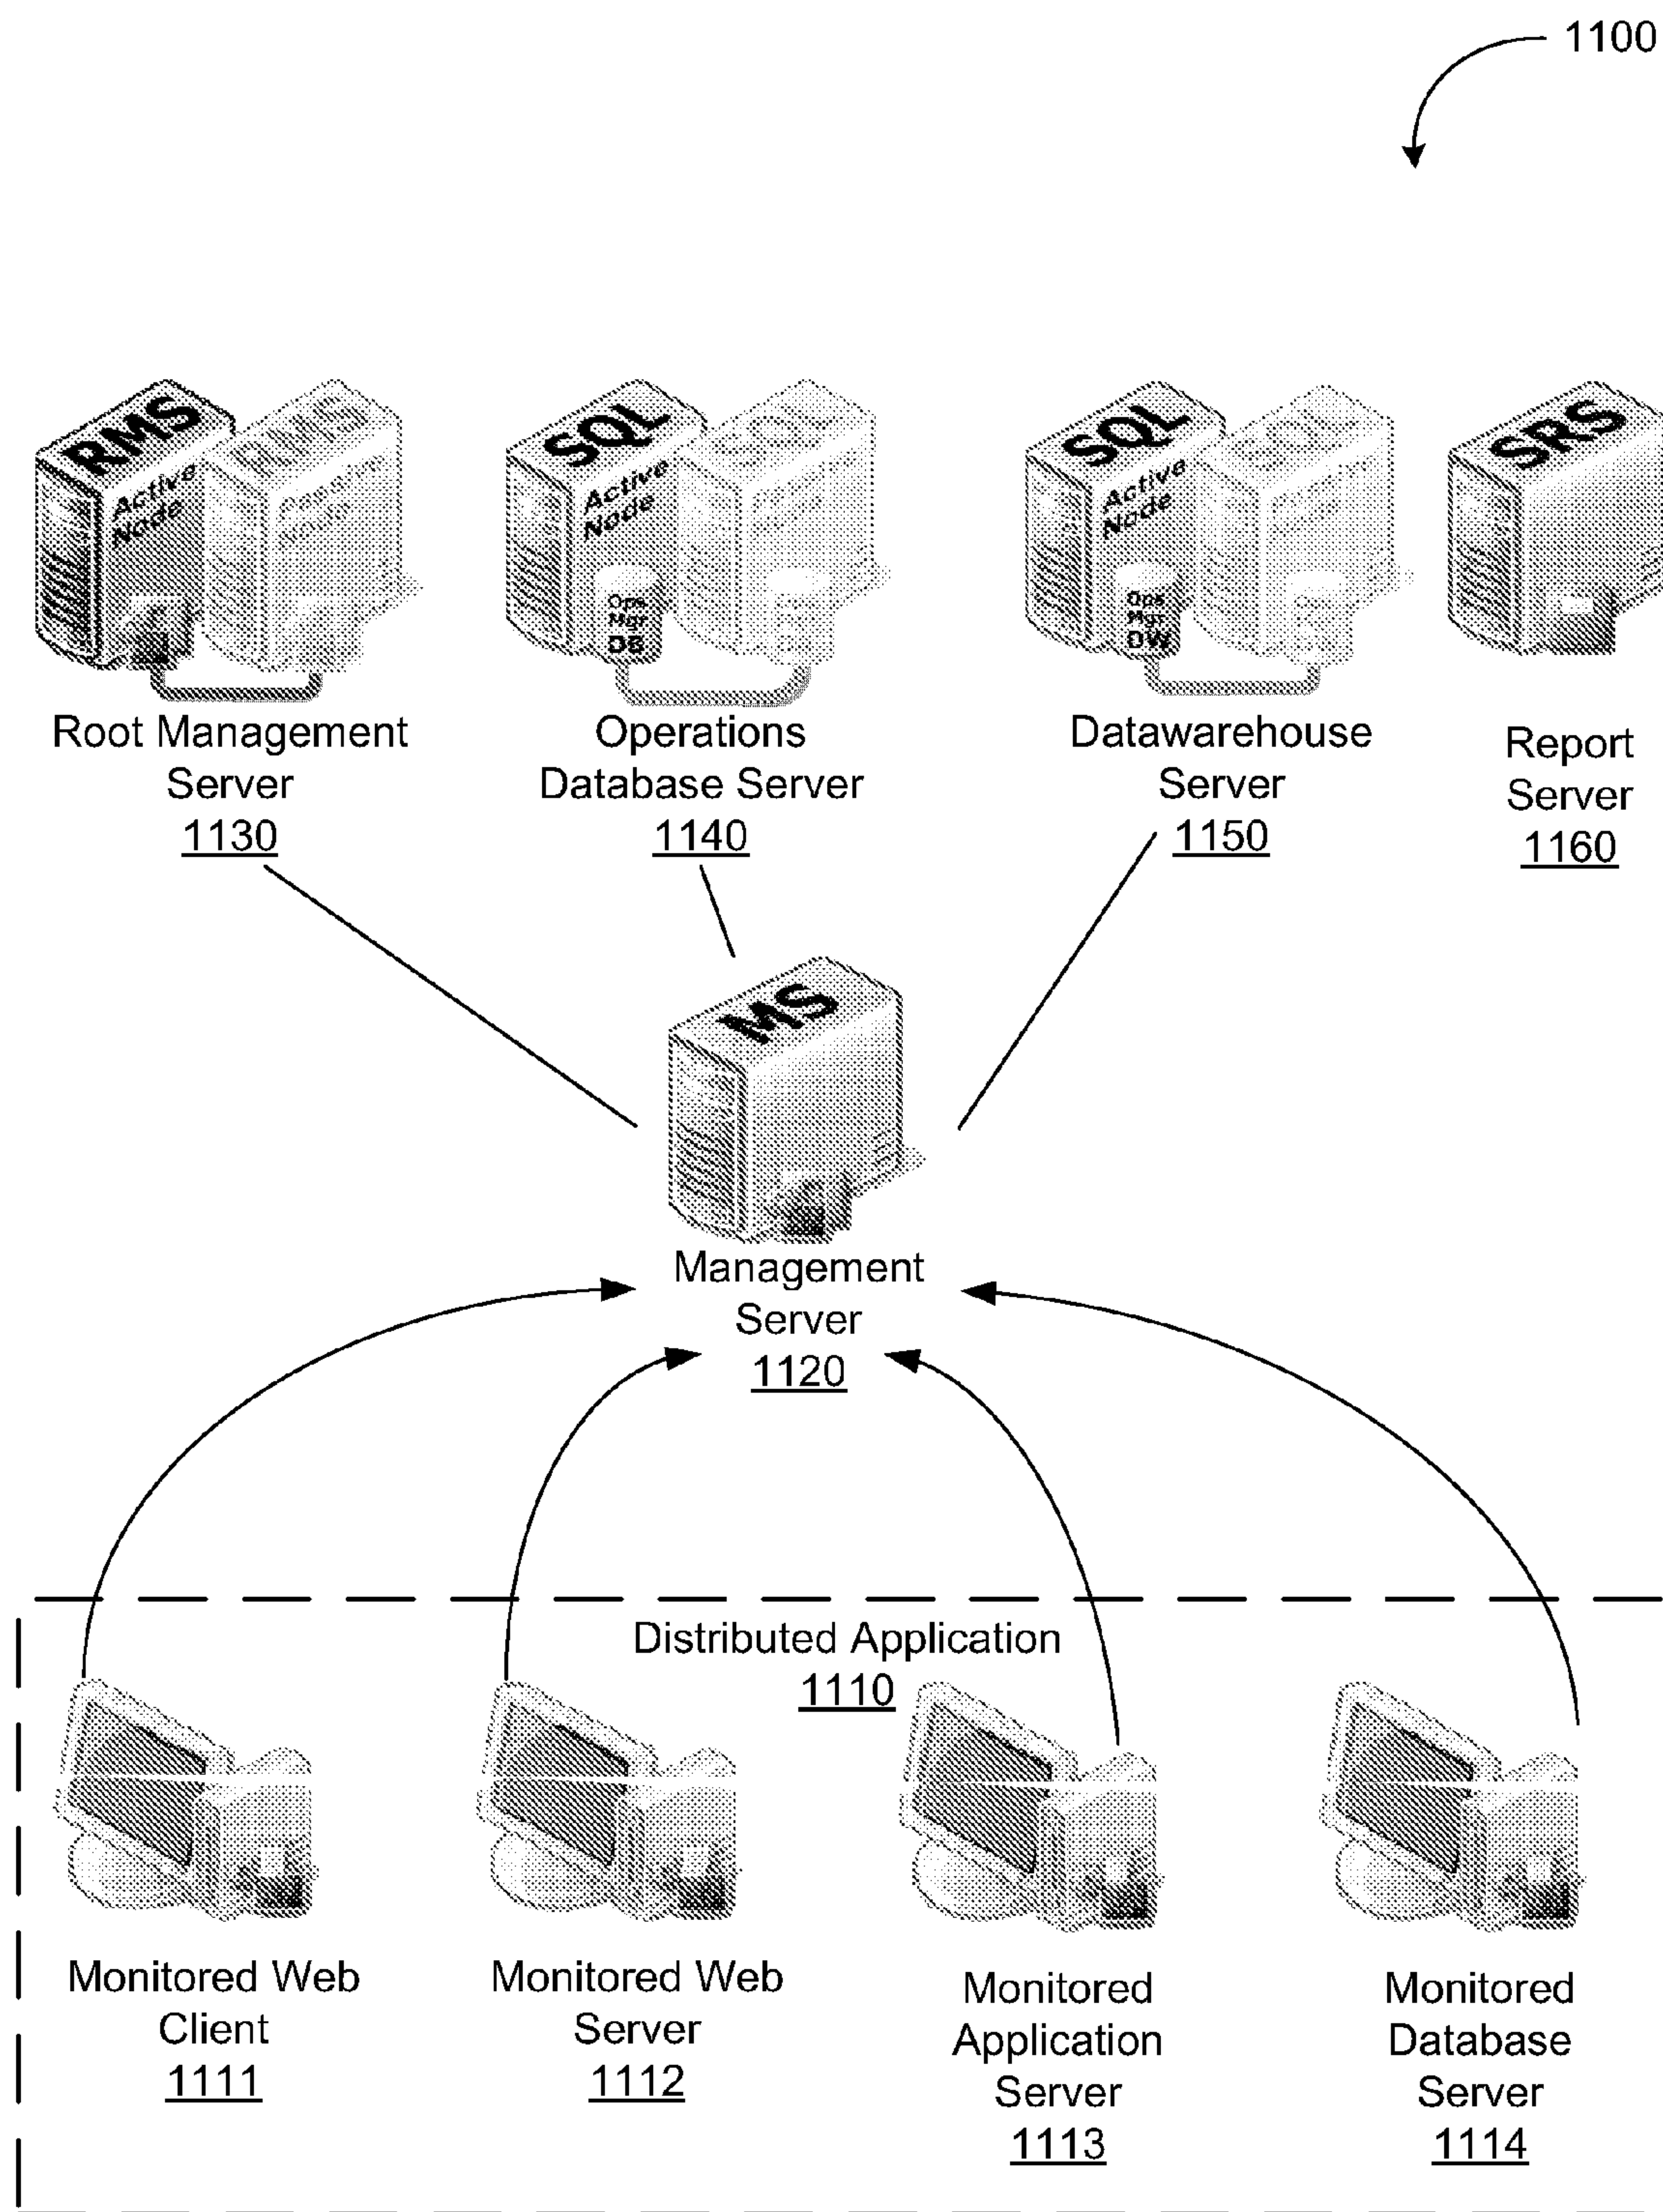 1100
RMS
Active
Node
RMS
SQL
Active
Node
Ops
Mgr
DB
SQL
Active
Node
Ops
Mgr
DW
SRS
Root Management
Server
1130
Operations
Database Server
1140
Datawarehouse
Server
1150
Report
Server
1160
MS
Management
Server
1120
Distributed Application
1110
Monitored Web
Client
1111
Monitored Web
Server
1112
Monitored
Application
Server
1113
Monitored
Database
Server
1114